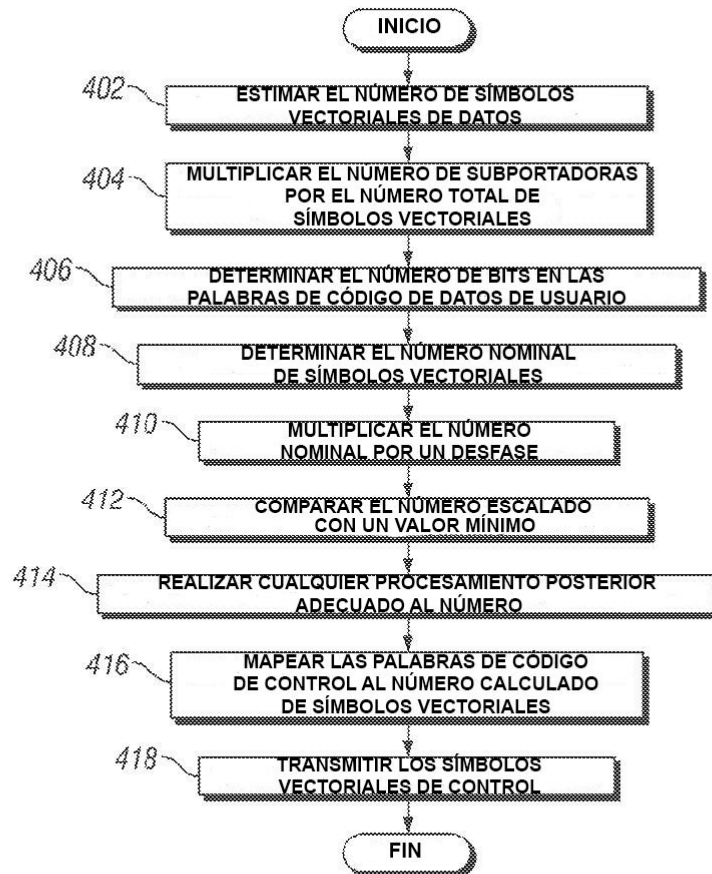 INICIO
402
ESTIMAR EL NÚMERO DE SÍMBOLOS
VECTORIALES DE DATOS
404
MULTIPLICAR EL NÚMERO DE SUBPORTADORAS
POR EL NÚMERO TOTAL DE
SÍMBOLOS VECTORIALES
406
DETERMINAR EL NÚMERO DE BITS EN LAS
PALABRAS DE CÓDIGO DE DATOS DE USUARIO
408
DETERMINAR EL NÚMERO NOMINAL
DE SÍMBOLOS VECTORIALES
410
MULTIPLICAR EL NÚMERO
NOMINAL POR UN DESFASE
412
COMPARAR EL NÚMERO ESCALADO
CON UN VALOR MÍNIMO
414
REALIZAR CUALQUIER PROCESAMIENTO POSTERIOR
ADECUADO AL NÚMERO
416
MAPEAR LAS PALABRAS DE CÓDIGO
DE CONTROL AL NÚMERO CALCULADO
DE SÍMBOLOS VECTORIALES
418
TRANSMITIR LOS SÍMBOLOS
VECTORIALES DE CONTROL
FIN